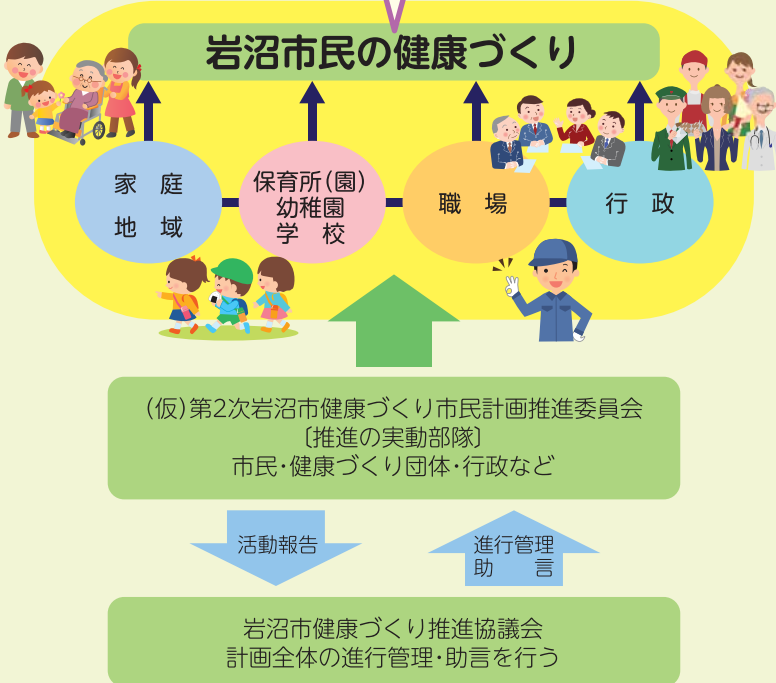 岩沼市民の健康づくり
家　庭
地　域
保育所(園)
幼稚園
学　校
職　場
行　政
(仮)第2次岩沼市健康づくり市民計画推進委員会
〔推進の実動部隊〕
市民・健康づくり団体・行政など
活動報告
進行管理
助　　言
岩沼市健康づくり推進協議会
計画全体の進行管理・助言を行う